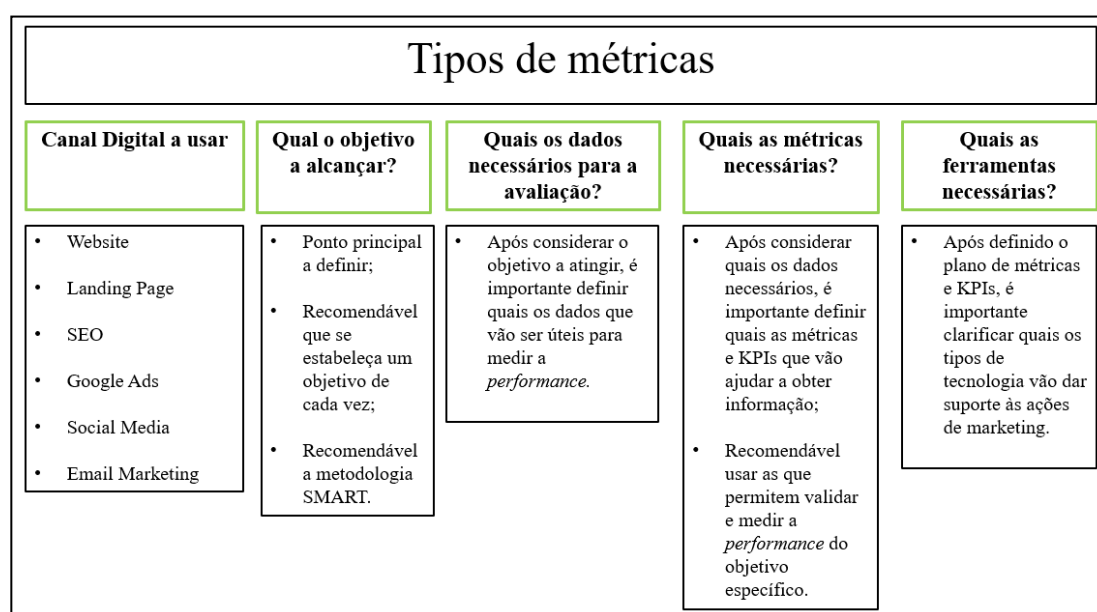 Tipos de métricas
Canal Digital a usar
Qual o objetivo
a alcançar?
Quais os dados
necessários para a
avaliação?
Quais as métricas
necessárias?
Quais as
ferramentas
necessárias?
• Website
• Landing Page
• SEO
• Google Ads
• Social Media
• Email Marketing
• Ponto principal
a definir;
• Recomendável
que se
estabeleça um
objetivo de
cada vez;
• Recomendável
a metodologia
SMART.
• Após considerar o
objetivo a atingir, é
importante definir
quais os dados que
vão ser úteis para
medir a
performance.
• Após considerar
quais os dados
necessários, é
importante definir
quais as métricas
e KPIs que vão
ajudar a obter
informação;
• Recomendável
usar as que
permitem validar
e medir a
performance do
objetivo
específico.
• Após definido o
plano de métricas
e KPIs, é
importante
clarificar quais os
tipos de
tecnologia vão dar
suporte às ações
de marketing.